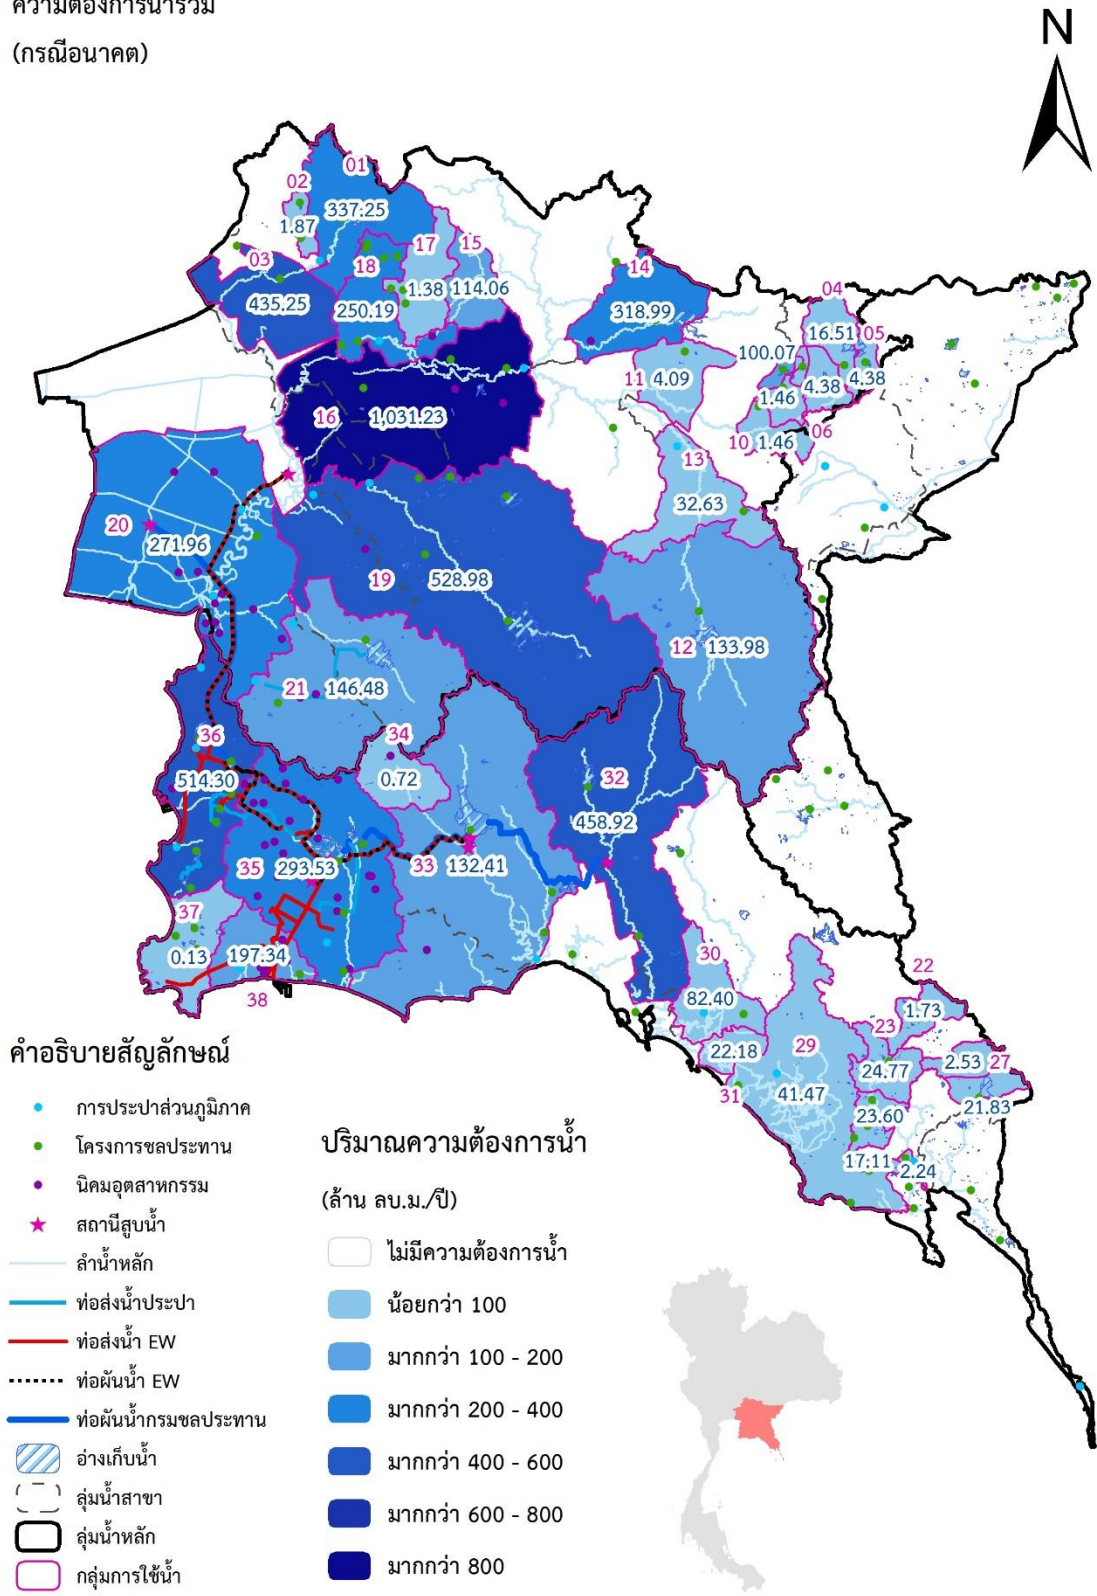 ความต้องการน้ำรวม
(กรณีอนาคต)
N
01
02
337.25
1.87
17
15
03
18
14
435.25
250.19
1.38
114.06
318.99
04
16.51
05
100.07
11
4.09
4.38
4.38
1.46
16
1,031.23
10
1.46
06
13
32.63
20
271.96
19
528.98
12
133.98
21
146.48
36
34
514.30
0.72
32
458.92
35
293.53
33
132.41
37
0.13
197.34
38
30
82.40
22
1.73
23
22.18
29
24.77
2.53
27
31
41.47
23.60
21.83
17.11
2.24
คำอธิบายสัญลักษณ์
การประปาส่วนภูมิภาค
โครงการชลประทาน
นิคมอุตสาหกรรม
สถานีสูบน้ำ
ลำน้ำหลัก
ท่อส่งน้ำประปา
ท่อส่งน้ำ EW
ท่อผันน้ำ EW
ท่อผันน้ำกรมชลประทาน
อ่างเก็บน้ำ
ลุ่มน้ำสาขา
ลุ่มน้ำหลัก
กลุ่มการใช้น้ำ
ปริมาณความต้องการน้ำ
(ล้าน ลบ.ม./ปี)
ไม่มีความต้องการน้ำ
น้อยกว่า 100
มากกว่า 100 - 200
มากกว่า 200 - 400
มากกว่า 400 - 600
มากกว่า 600 - 800
มากกว่า 800